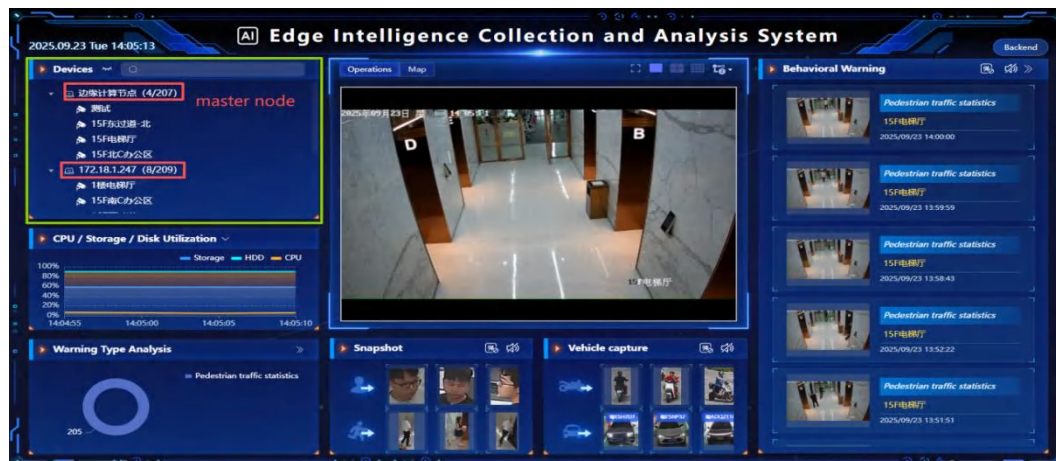 AI Edge Intelligence Collection and Analysis System
2025.09.23 Tue 14:05:13
Backend
Devices
边缘计算节点 (4/207)
master node
测试
15F东过道-北
15F电梯厅
15F北C办公区
172.18.1.247 (8/209)
1楼电梯厅
15F南C办公区
CPU / Storage / Disk Utilization
Storage HDD CPU
100%
80%
60%
40%
20%
0%
14:04:55 14:05:00 14:05:05 14:05:10
Warning Type Analysis
Pedestrian traffic statistics
205
Operations Map
D
B
15F电梯厅
Snapshot
Vehicle capture
Behavioral Warning
Pedestrian traffic statistics
15F电梯厅
2025/09/23 14:00:00
Pedestrian traffic statistics
15F电梯厅
2025/09/23 13:59:59
Pedestrian traffic statistics
15F电梯厅
2025/09/23 13:58:43
Pedestrian traffic statistics
15F电梯厅
2025/09/23 13:52:22
Pedestrian traffic statistics
15F电梯厅
2025/09/23 13:51:51